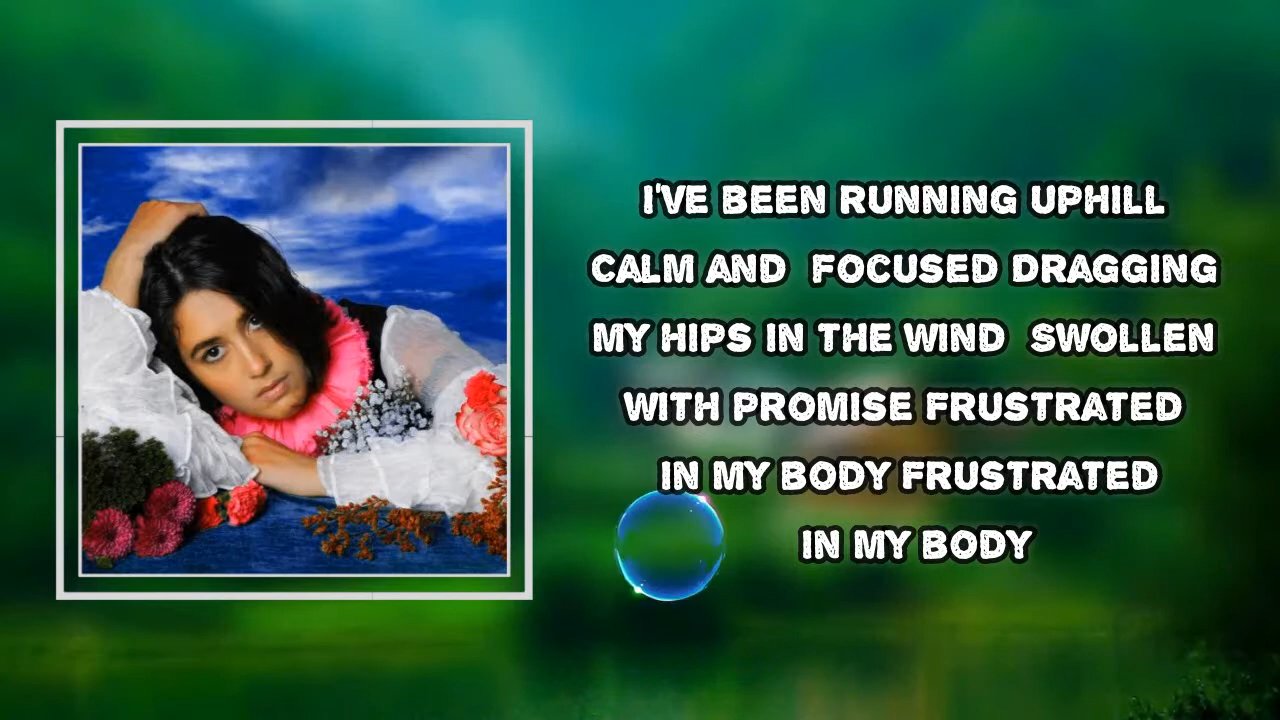 I'VE BEEN RUNNING UPHILL
CALM AND FOCUSED DRAGGING
MY HIPS IN THE WIND SWOLLEN
WITH PROMISE FRUSTRATED
IN MY BODY FRUSTRATED
IN MY BODY